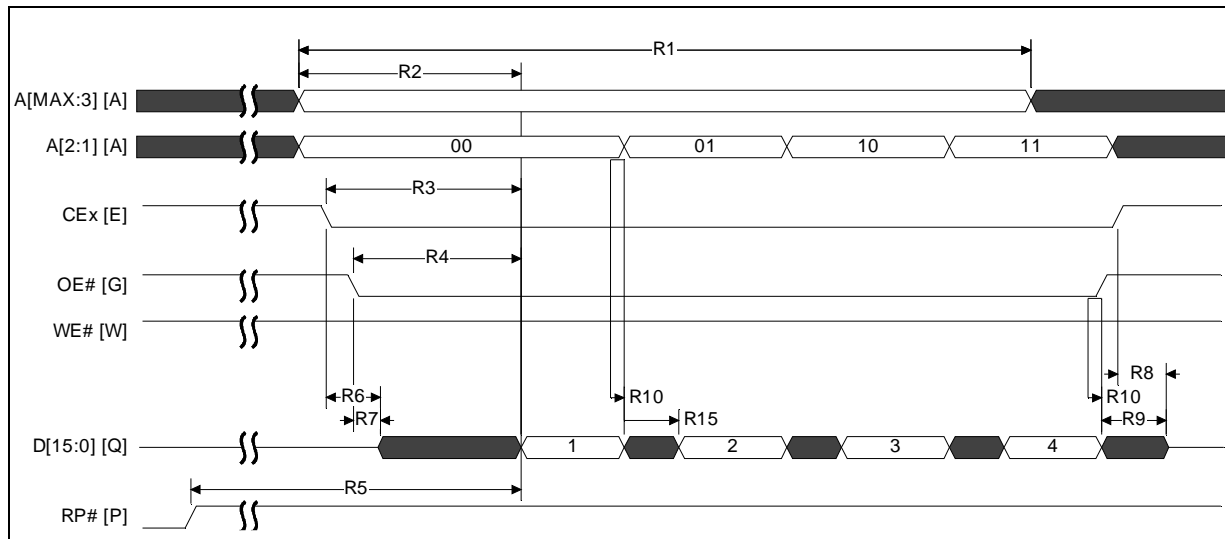 R1
R2
A[MAX:3] [A]
A[2:1] [A]
00
01
10
11
R3
CEx [E]
R4
OE# [G]
WE# [W]
R8
R6
R10
R10
R7
R15
R9
D[15:0] [Q]
1
2
3
4
R5
RP# [P]